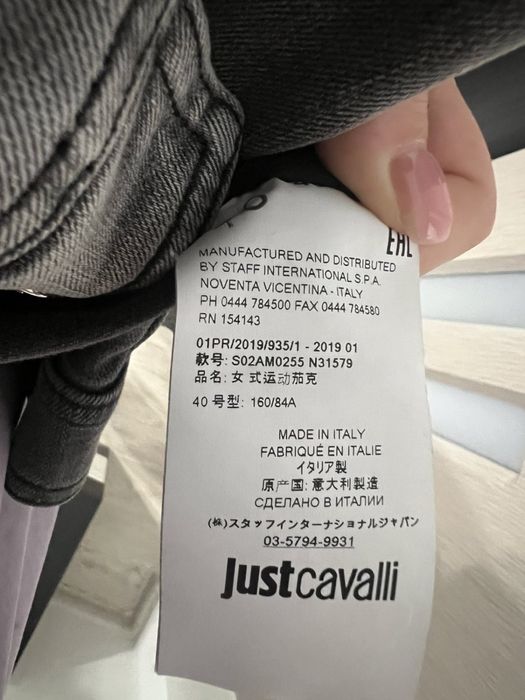 EAC
MANUFACTURED AND DISTRIBUTED
BY STAFF INTERNATIONAL S.P.A.
NOVENTA VICENTINA - ITALY
PH 0444 784500 FAX 0444 784580
RN 154143
01PR/2019/935/1 - 2019 01
款号: S02AM0255 N31579
品名: 女 式运动茄克
40 号型: 160/84A
MADE IN ITALY
FABRIQUÉ EN ITALIE
イタリア製
原产国: 意大利製造
СДЕЛАНО В ИТАЛИИ
(株)スタッフインターナショナルジャパン
03-5794-9931
justcavalli